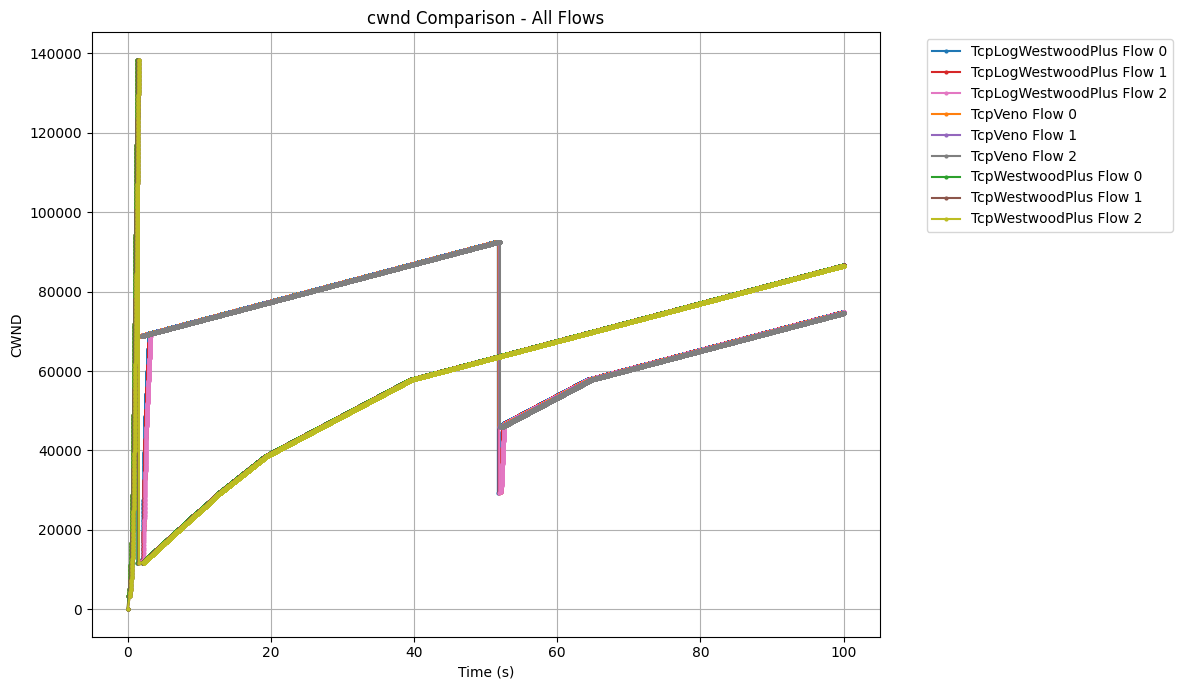 cwnd Comparison - All Flows
140000
120000
100000
80000
60000
40000
20000
0
CWND
0 20 40 60 80 100
Time (s)
TcpLogWestwoodPlus Flow 0
TcpLogWestwoodPlus Flow 1
TcpLogWestwoodPlus Flow 2
TcpVeno Flow 0
TcpVeno Flow 1
TcpVeno Flow 2
TcpWestwoodPlus Flow 0
TcpWestwoodPlus Flow 1
TcpWestwoodPlus Flow 2